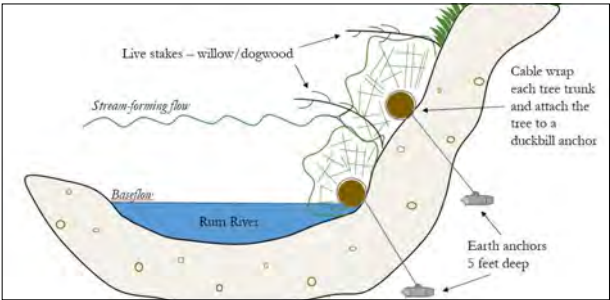 Live stakes – willow/dogwood
Stream-forming flow
Cable wrap
each tree trunk
and attach the
tree to a
duckbill anchor
Baseflow
Rum River
Earth anchors
5 feet deep